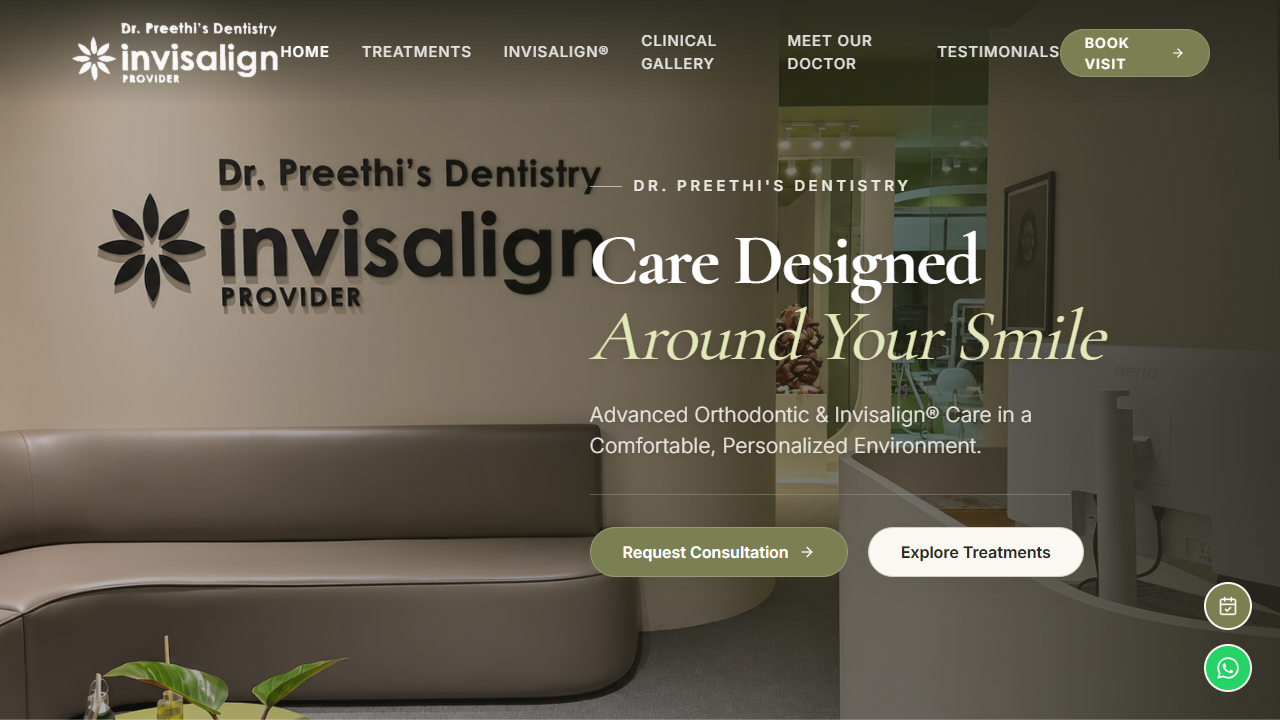 Dr. Preethi's Dentistry
invisalign
PROVIDER
HOME
TREATMENTS
INVISALIGN®
CLINICAL
GALLERY
MEET OUR
DOCTOR
TESTIMONIALS
BOOK
VISIT
Dr. Preethi's Dentistry
invisalign
PROVIDER
DR. PREETHI'S DENTISTRY
Care Designed
Around Your Smile
Advanced Orthodontic & Invisalign® Care in a
Comfortable, Personalized Environment.
Request Consultation
Explore Treatments
BenQ